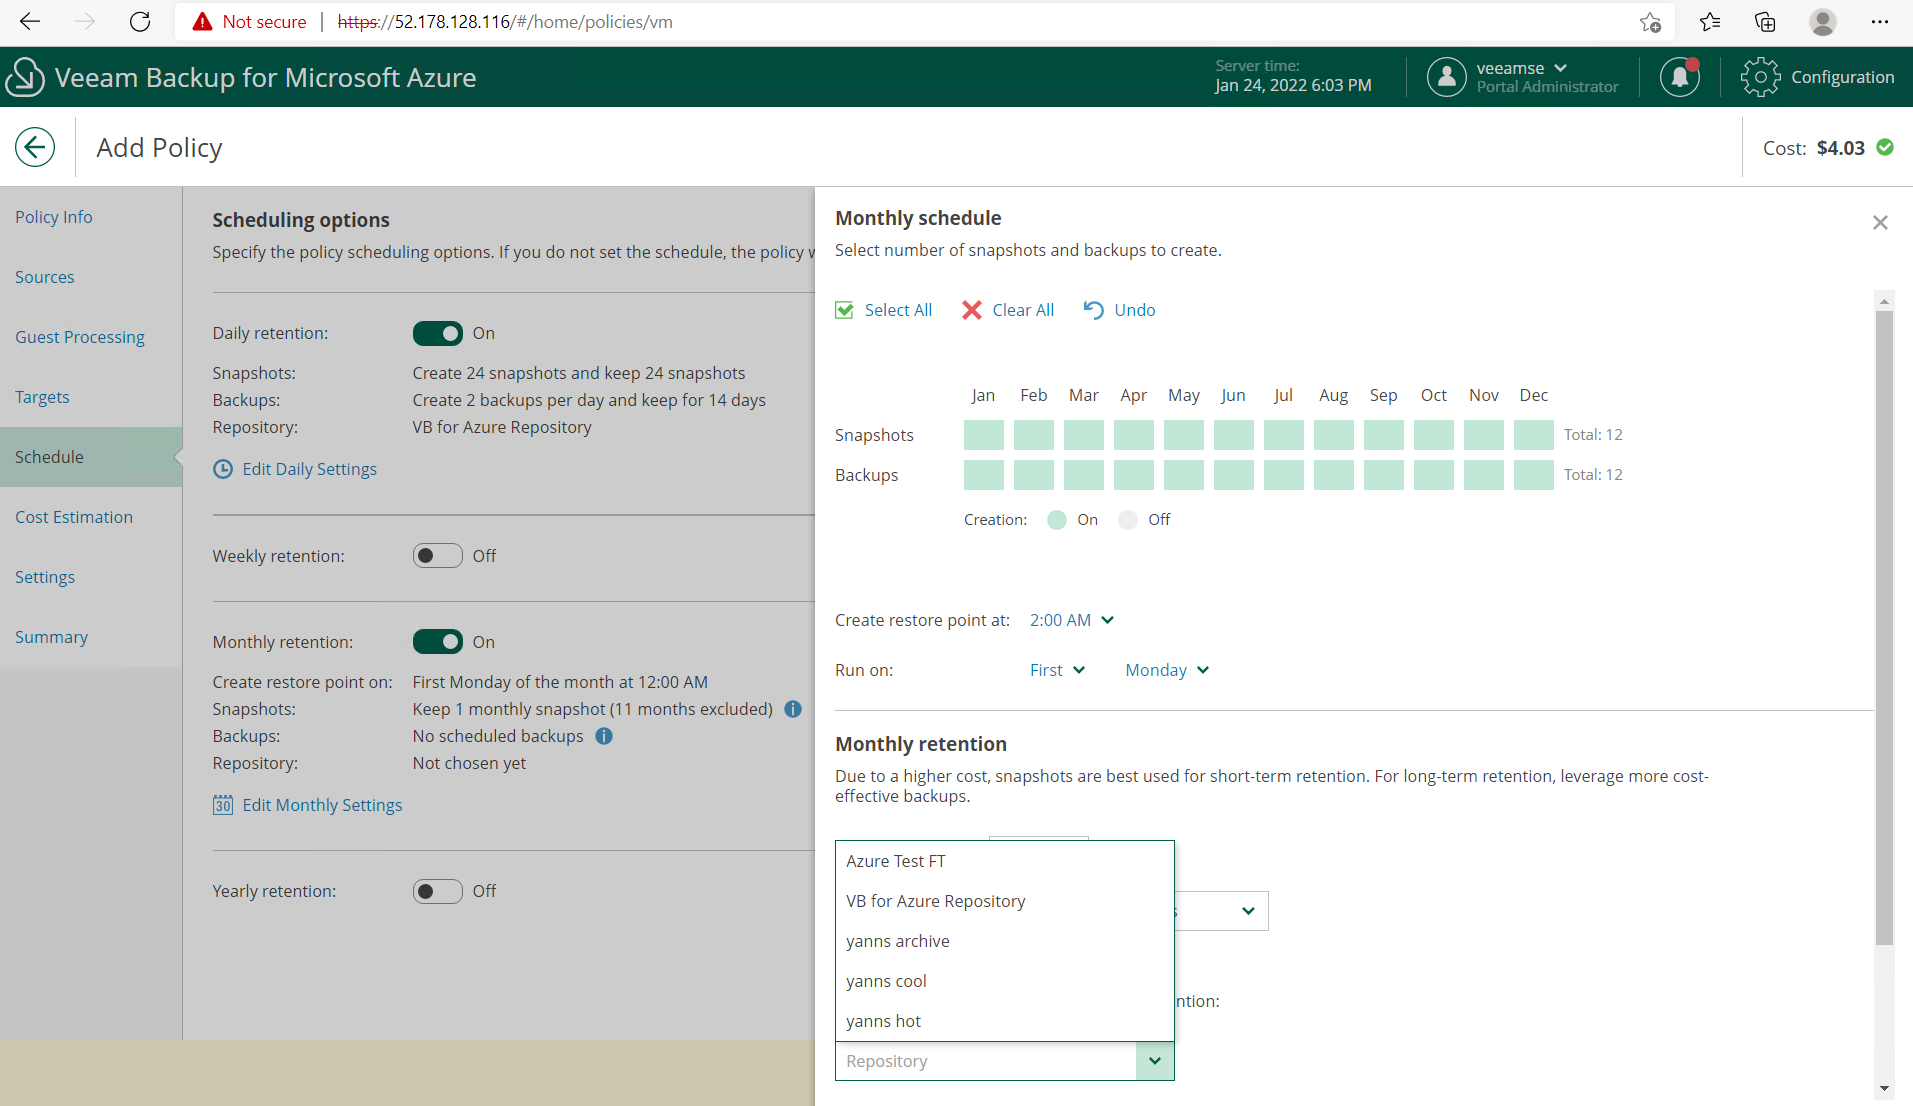 Not secure
https://52.178.128.116/#/home/policies/vm
Veeam Backup for Microsoft Azure
Server time:
Jan 24, 2022 6:03 PM
veeamse
Portal Administrator
Configuration
Add Policy
Cost: $4.03
Policy Info
Sources
Guest Processing
Targets
Schedule
Cost Estimation
Settings
Summary
Scheduling options
Specify the policy scheduling options. If you do not set the schedule, the policy
Daily retention: On
Snapshots: Create 24 snapshots and keep 24 snapshots
Backups: Create 2 backups per day and keep for 14 days
Repository: VB for Azure Repository
Edit Daily Settings
Weekly retention: Off
Monthly retention: On
Create restore point on: First Monday of the month at 12:00 AM
Snapshots: Keep 1 monthly snapshot (11 months excluded)
Backups: No scheduled backups
Repository: Not chosen yet
30 Edit Monthly Settings
Yearly retention: Off
Monthly schedule
Select number of snapshots and backups to create.
Select All Clear All Undo
Jan Feb Mar Apr May Jun Jul Aug Sep Oct Nov Dec
Snapshots Total: 12
Backups Total: 12
Creation: On Off
Create restore point at: 2:00 AM
Run on: First Monday
Monthly retention
Due to a higher cost, snapshots are best used for short-term retention. For long-term retention, leverage more cost-
effective backups.
Azure Test FT
VB for Azure Repository
yanns archive
yanns cool
yanns hot
ntion:
Repository